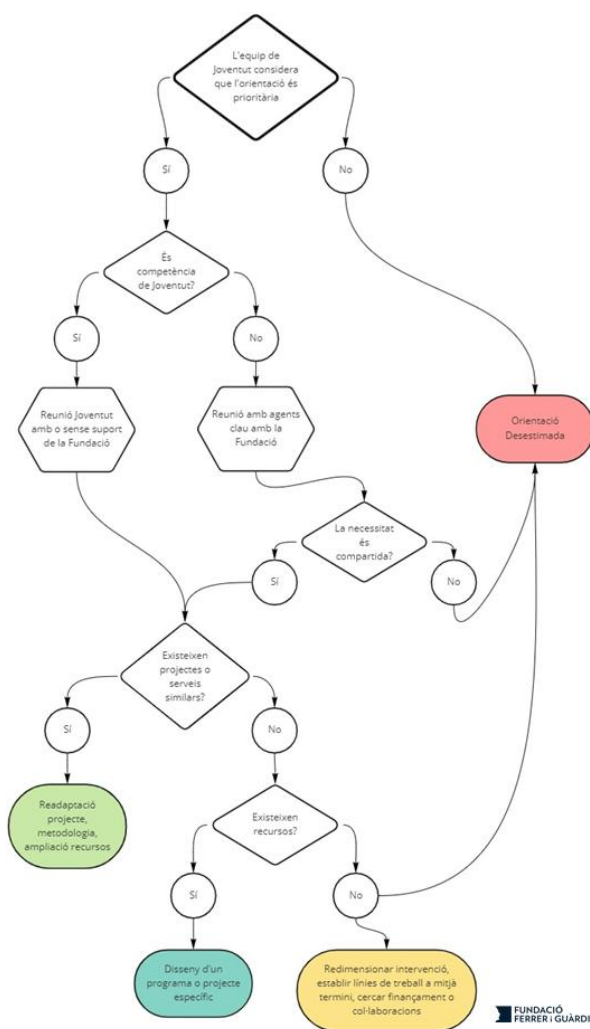 L'equip de
Joventut considera
que l'orientació és
prioritària
Sí
No
És
competència
de Joventut?
Sí
No
Reunió Joventut
amb o sense suport
de la Fundació
Reunió amb agents
clau amb la
Fundació
Orientació
Desestimada
La necessitat
és
compartida?
Sí
No
Existeixen
projectes o
serveis
similars?
Sí
No
Readaptació
projecte,
metodologia,
ampliació recursos
Existeixen
recursos?
Sí
No
Disseny d'un
programa o projecte
específic
Redimensionar intervenció,
establir línies de treball a mitjà
termini, cercar finançament o
col·laboracions
FUNDACIÓ
FERRER i GUÀRDI